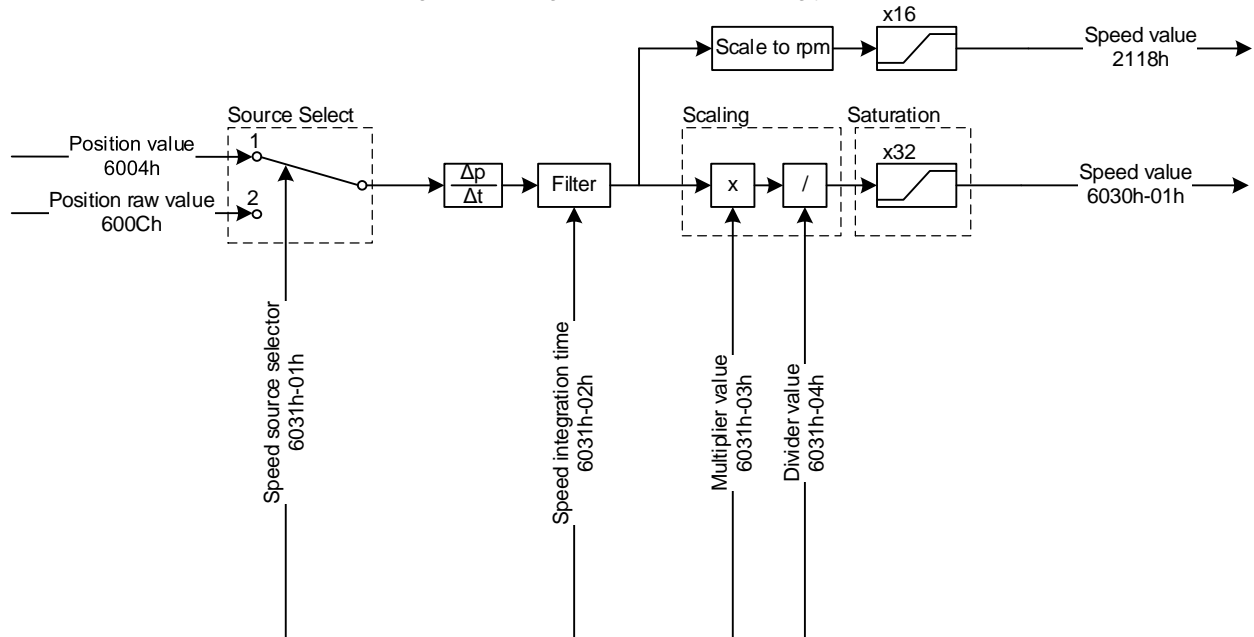 x16
Scale to rpm
Speed value
2118h
Source Select
Scaling
Saturation
Position value
6004h
1
Δp
Δt
Filter
x
/
x32
Speed value
6030h-01h
Position raw value
600Ch
2
Speed source selector
6031h-01h
Speed integration time
6031h-02h
Multiplier value
6031h-03h
Divider value
6031h-04h